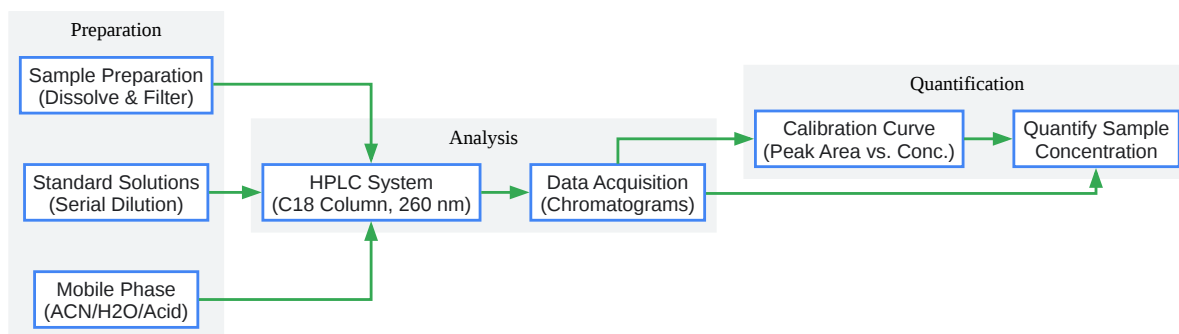 Preparation
Sample Preparation
(Dissolve & Filter)
Standard Solutions
(Serial Dilution)
Mobile Phase
(ACN/H2O/Acid)
Analysis
HPLC System
(C18 Column, 260 nm)
Data Acquisition
(Chromatograms)
Quantification
Calibration Curve
(Peak Area vs. Conc.)
Quantify Sample
Concentration